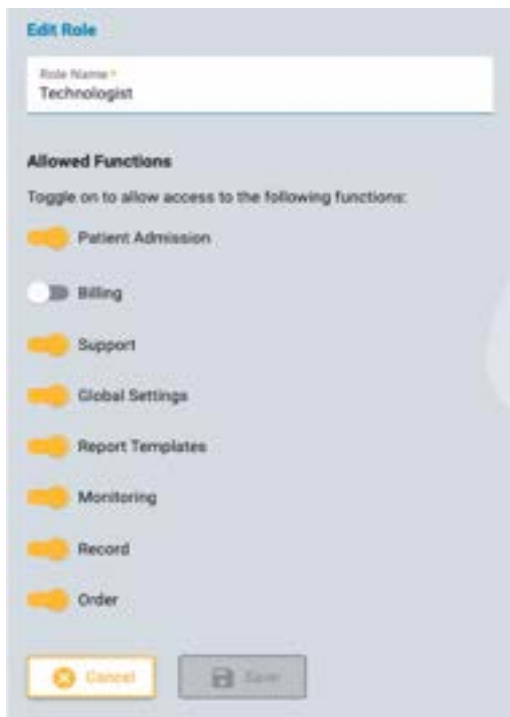 Edit Role
Role Name *
Technologist
Allowed Functions
Toggle on to allow access to the following functions:
Patient Admission
Billing
Support
Global Settings
Report Templates
Monitoring
Record
Order
Cancel
Save